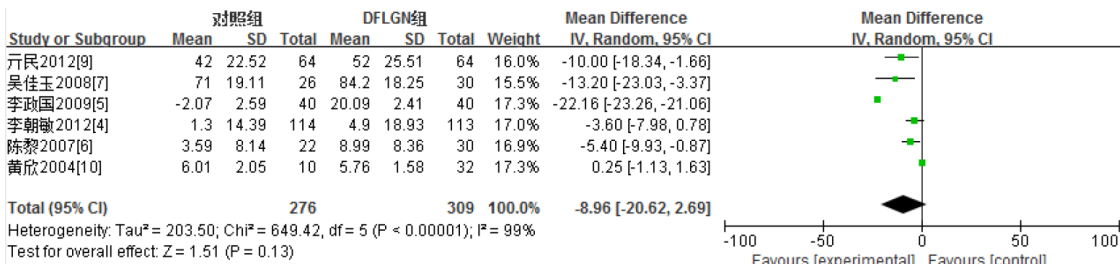 对照组 DFLGN组 Mean Difference Mean Difference
Study or Subgroup Mean SD Total Mean SD Total Weight IV, Random, 95% CI IV, Random, 95% CI
亓民2012[9] 42 22.52 64 52 25.51 64 16.0% -10.00 [-18.34, -1.66]
吴佳玉2008[7] 71 19.11 26 84.2 18.25 30 15.5% -13.20 [-23.03, -3.37]
李政国2009[5] -2.07 2.59 40 20.09 2.41 40 17.3% -22.16 [-23.26, -21.06]
李朝敏2012[4] 1.3 14.39 114 4.9 18.93 113 17.0% -3.60 [-7.98, 0.78]
陈黎2007[6] 3.59 8.14 22 8.99 8.36 30 16.9% -5.40 [-9.93, -0.87]
黄欣2004[10] 6.01 2.05 10 5.76 1.58 32 17.3% 0.25 [-1.13, 1.63]
Total (95% CI) 276 309 100.0% -8.96 [-20.62, 2.69]
Heterogeneity: Tau² = 203.50; Chi² = 649.42, df = 5 (P < 0.00001); I² = 99%
Test for overall effect: Z = 1.51 (P = 0.13)
-100 -50 0 50 100
Favours [experimental] Favours [control]